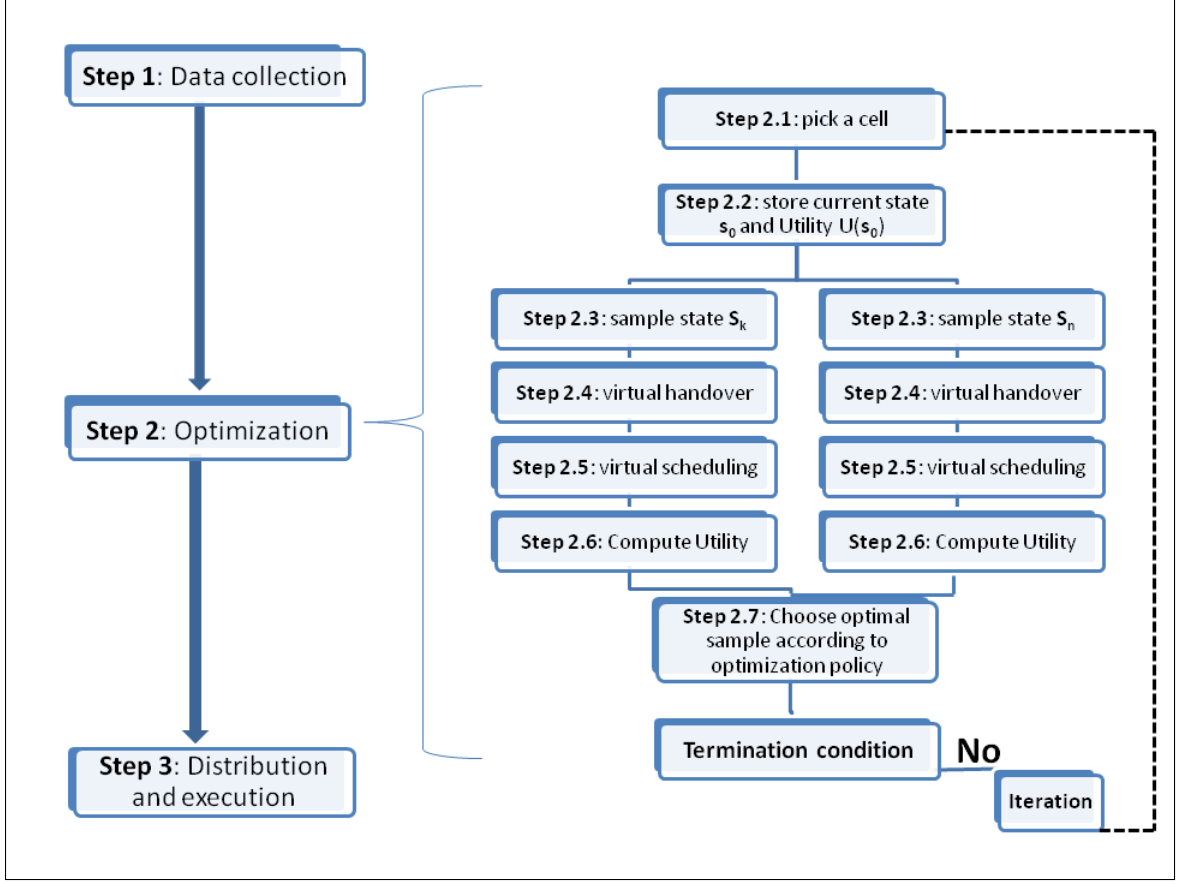 Step 1: Data collection
Step 2: Optimization
Step 3: Distribution
and execution
Step 2.1: pick a cell
Step 2.2: store current state
s₀ and Utility U(s₀)
Step 2.3: sample state Sₖ
Step 2.4: virtual handover
Step 2.5: virtual scheduling
Step 2.6: Compute Utility
Step 2.3: sample state Sₙ
Step 2.4: virtual handover
Step 2.5: virtual scheduling
Step 2.6: Compute Utility
Step 2.7: Choose optimal
sample according to
optimization policy
Termination condition
No
Iteration